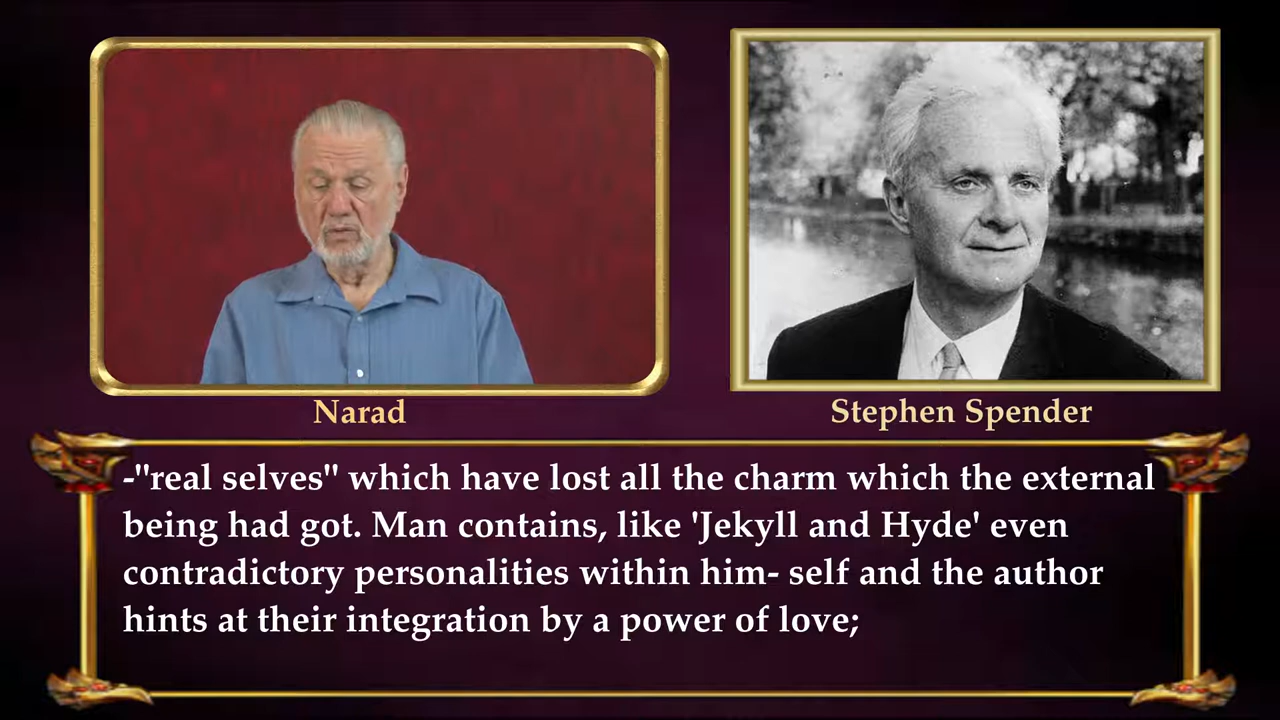 Narad
Stephen Spender
-"real selves" which have lost all the charm which the external
being had got. Man contains, like 'Jekyll and Hyde' even
contradictory personalities within him- self and the author
hints at their integration by a power of love;